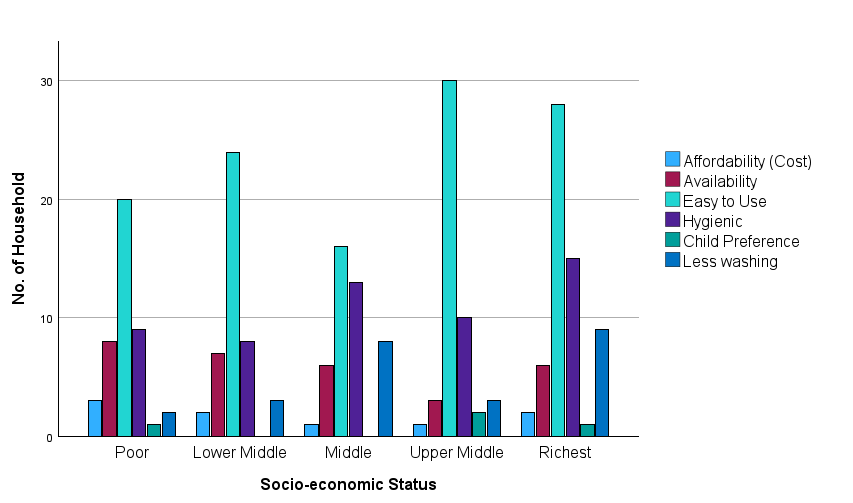 30
20
10
0
No. of Household
Poor
Lower Middle
Middle
Upper Middle
Richest
Socio-economic Status
Affordability (Cost)
Availability
Easy to Use
Hygienic
Child Preference
Less washing